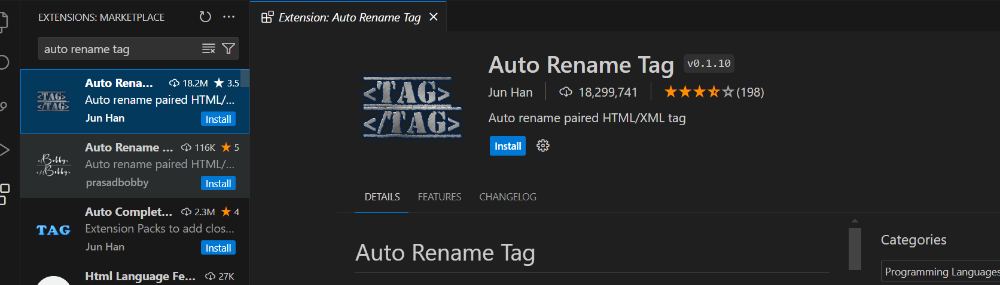 EXTENSIONS: MARKETPLACE
auto rename tag
Auto Rena... 18.2M 3.5
Auto rename paired HTML/...
Jun Han Install
<TAG>
</TAG>
Auto Rename ... 116K 5
Auto rename paired HTML/...
prasadbobby Install
<Bobby>
</Bobby>
Auto Complet... 2.3M 4
Extension Packs to add clos...
Jun Han Install
TAG
Html Language Fe... 27K
Extension: Auto Rename Tag
<TAG>
</TAG>
Auto Rename Tag v0.1.10
Jun Han 18,299,741 (198)
Auto rename paired HTML/XML tag
Install
DETAILS FEATURES CHANGELOG
Auto Rename Tag
Categories
Programming Languages